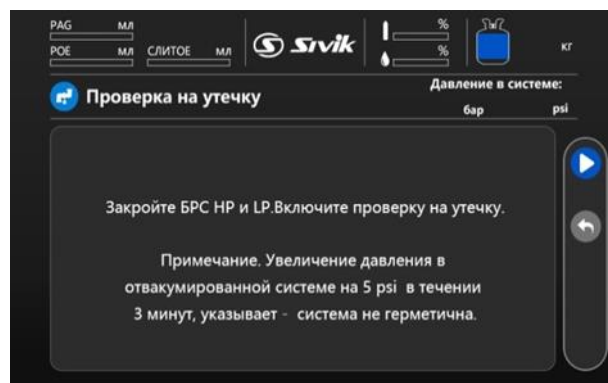 PAG мл % 
POE мл СЛИТОЕ мл Sivik % кг
Проверка на утечку Давление в системе:
бар psi
Закройте БРС HP и LP.Включите проверку на утечку.
Примечание. Увеличение давления в
отвакумированной системе на 5 psi в течении
3 минут, указывает - система не герметична.